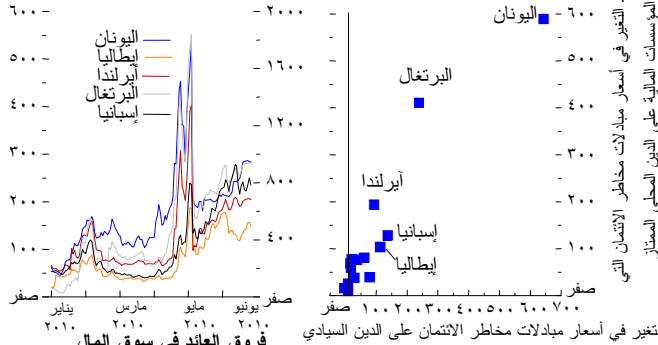 ٦٠٠
٥٠٠
٤٠٠
٣٠٠
٢٠٠
١٠٠
صفر
٢٠٠٠
١٦٠٠
١٢٠٠
٨٠٠
٤٠٠
صفر
اليونان
إيطاليا
أيرلندا
البرتغال
إسبانيا
يناير
٢٠١٠
مارس
٢٠١٠
مايو
٢٠١٠
يونيو
٢٠١٠
فروق العائد في سوق المال
اليونان
البرتغال
آيرلندا
إسبانيا
إيطاليا
٦٠٠
٥٠٠
٤٠٠
٣٠٠
٢٠٠
١٠٠
صفر
صفر
١٠٠
٢٠٠
٣٠٠
٤٠٠
٥٠٠
٦٠٠
٧٠٠
تغير في أسعار مبادلات مخاطر الائتمان على الدين السيادي
التغير في أسعار مبادلات مخاطر الائتمان التي
المؤسسات المالية على الدين المحلي الممتاز